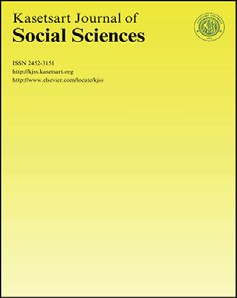 Kasetsart Journal of
Social Sciences
ISSN 2452-3151
http://kjss.kasetsart.org
http://www.elsevier.com/locate/kjss